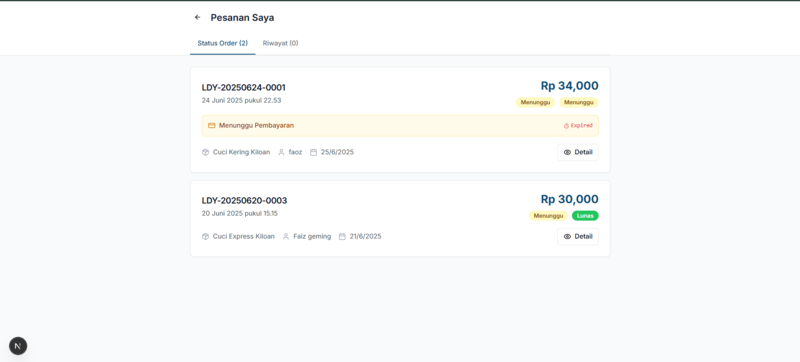 Pesanan Saya
Status Order (2) Riwayat (0)
LDY-20250624-0001 Rp 34,000
24 Juni 2025 pukul 22.53 Menunggu Menunggu
Menunggu Pembayaran Expired
Cuci Kering Kiloan faoz 25/6/2025 Detail
LDY-20250620-0003 Rp 30,000
20 Juni 2025 pukul 15.15 Menunggu Lunas
Cuci Express Kiloan Faiz geming 21/6/2025 Detail
N